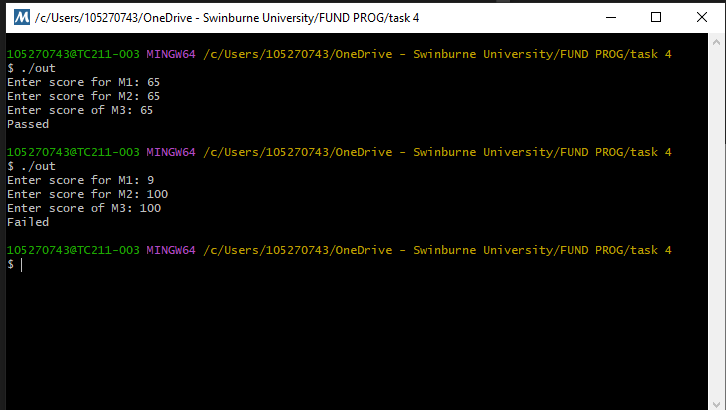 M /c/Users/105270743/OneDrive - Swinburne University/FUND PROG/task 4
105270743@TC211-003 MINGW64 /c/Users/105270743/OneDrive - Swinburne University/FUND PROG/task 4
$ ./out
Enter score for M1: 65
Enter score for M2: 65
Enter score of M3: 65
Passed
105270743@TC211-003 MINGW64 /c/Users/105270743/OneDrive - Swinburne University/FUND PROG/task 4
$ ./out
Enter score for M1: 9
Enter score for M2: 100
Enter score of M3: 100
Failed
105270743@TC211-003 MINGW64 /c/Users/105270743/OneDrive - Swinburne University/FUND PROG/task 4
$